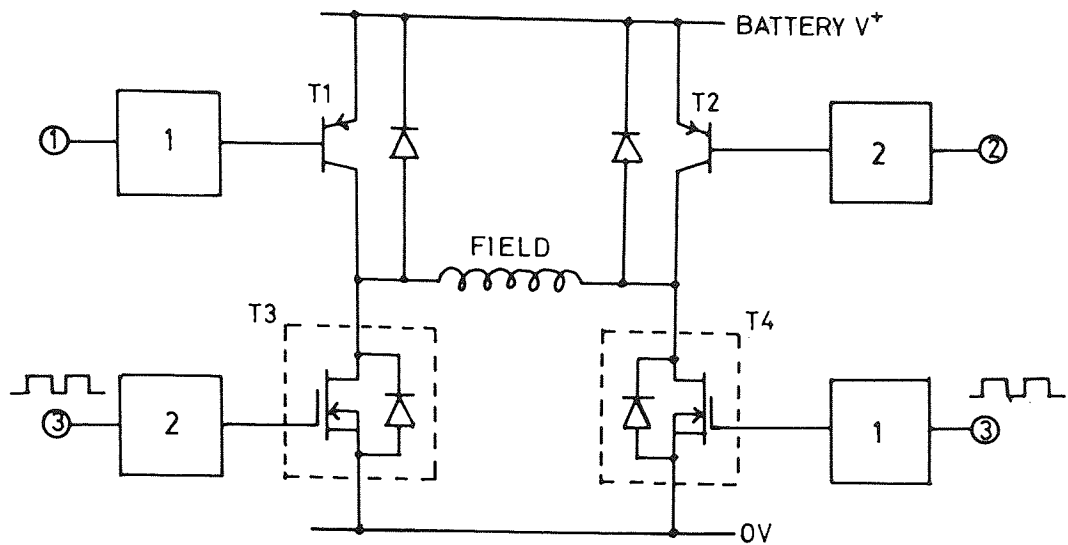 BATTERY V⁺
T1
T2
① 1 2 ②
FIELD
T3
T4
③ 2 1 ③
0V